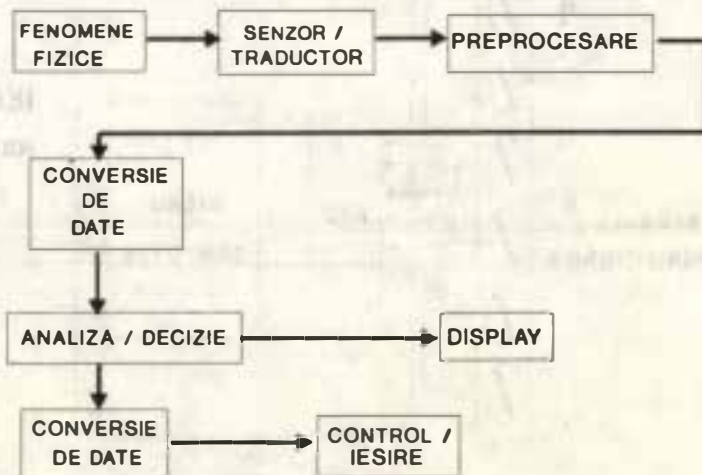 FENOMENE
FIZICE
SENZOR /
TRADUCTOR
PREPROCESARE
CONVERSIE
DE
DATE
ANALIZA / DECIZIE
DISPLAY
CONVERSIE
DE DATE
CONTROL /
IESIRE